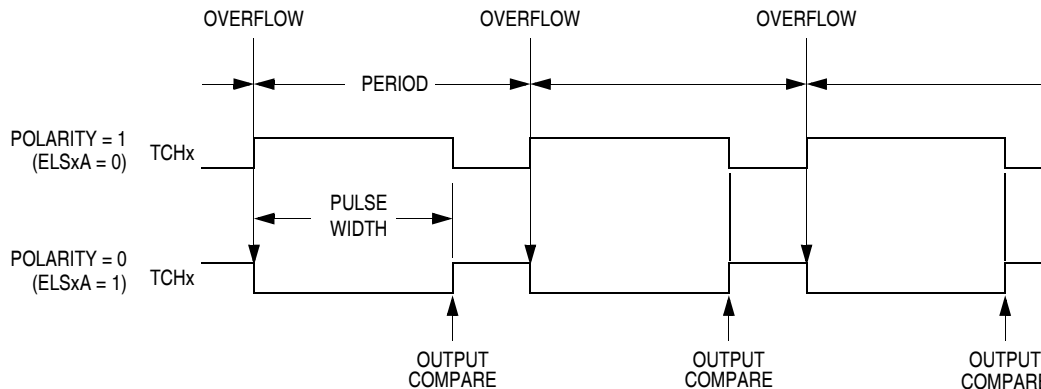 OVERFLOW OVERFLOW OVERFLOW
PERIOD
POLARITY = 1
(ELSxA = 0)
TCHx
PULSE
WIDTH
POLARITY = 0
(ELSxA = 1)
TCHx
OUTPUT
COMPARE
OUTPUT
COMPARE
OUTPUT
COMPARE